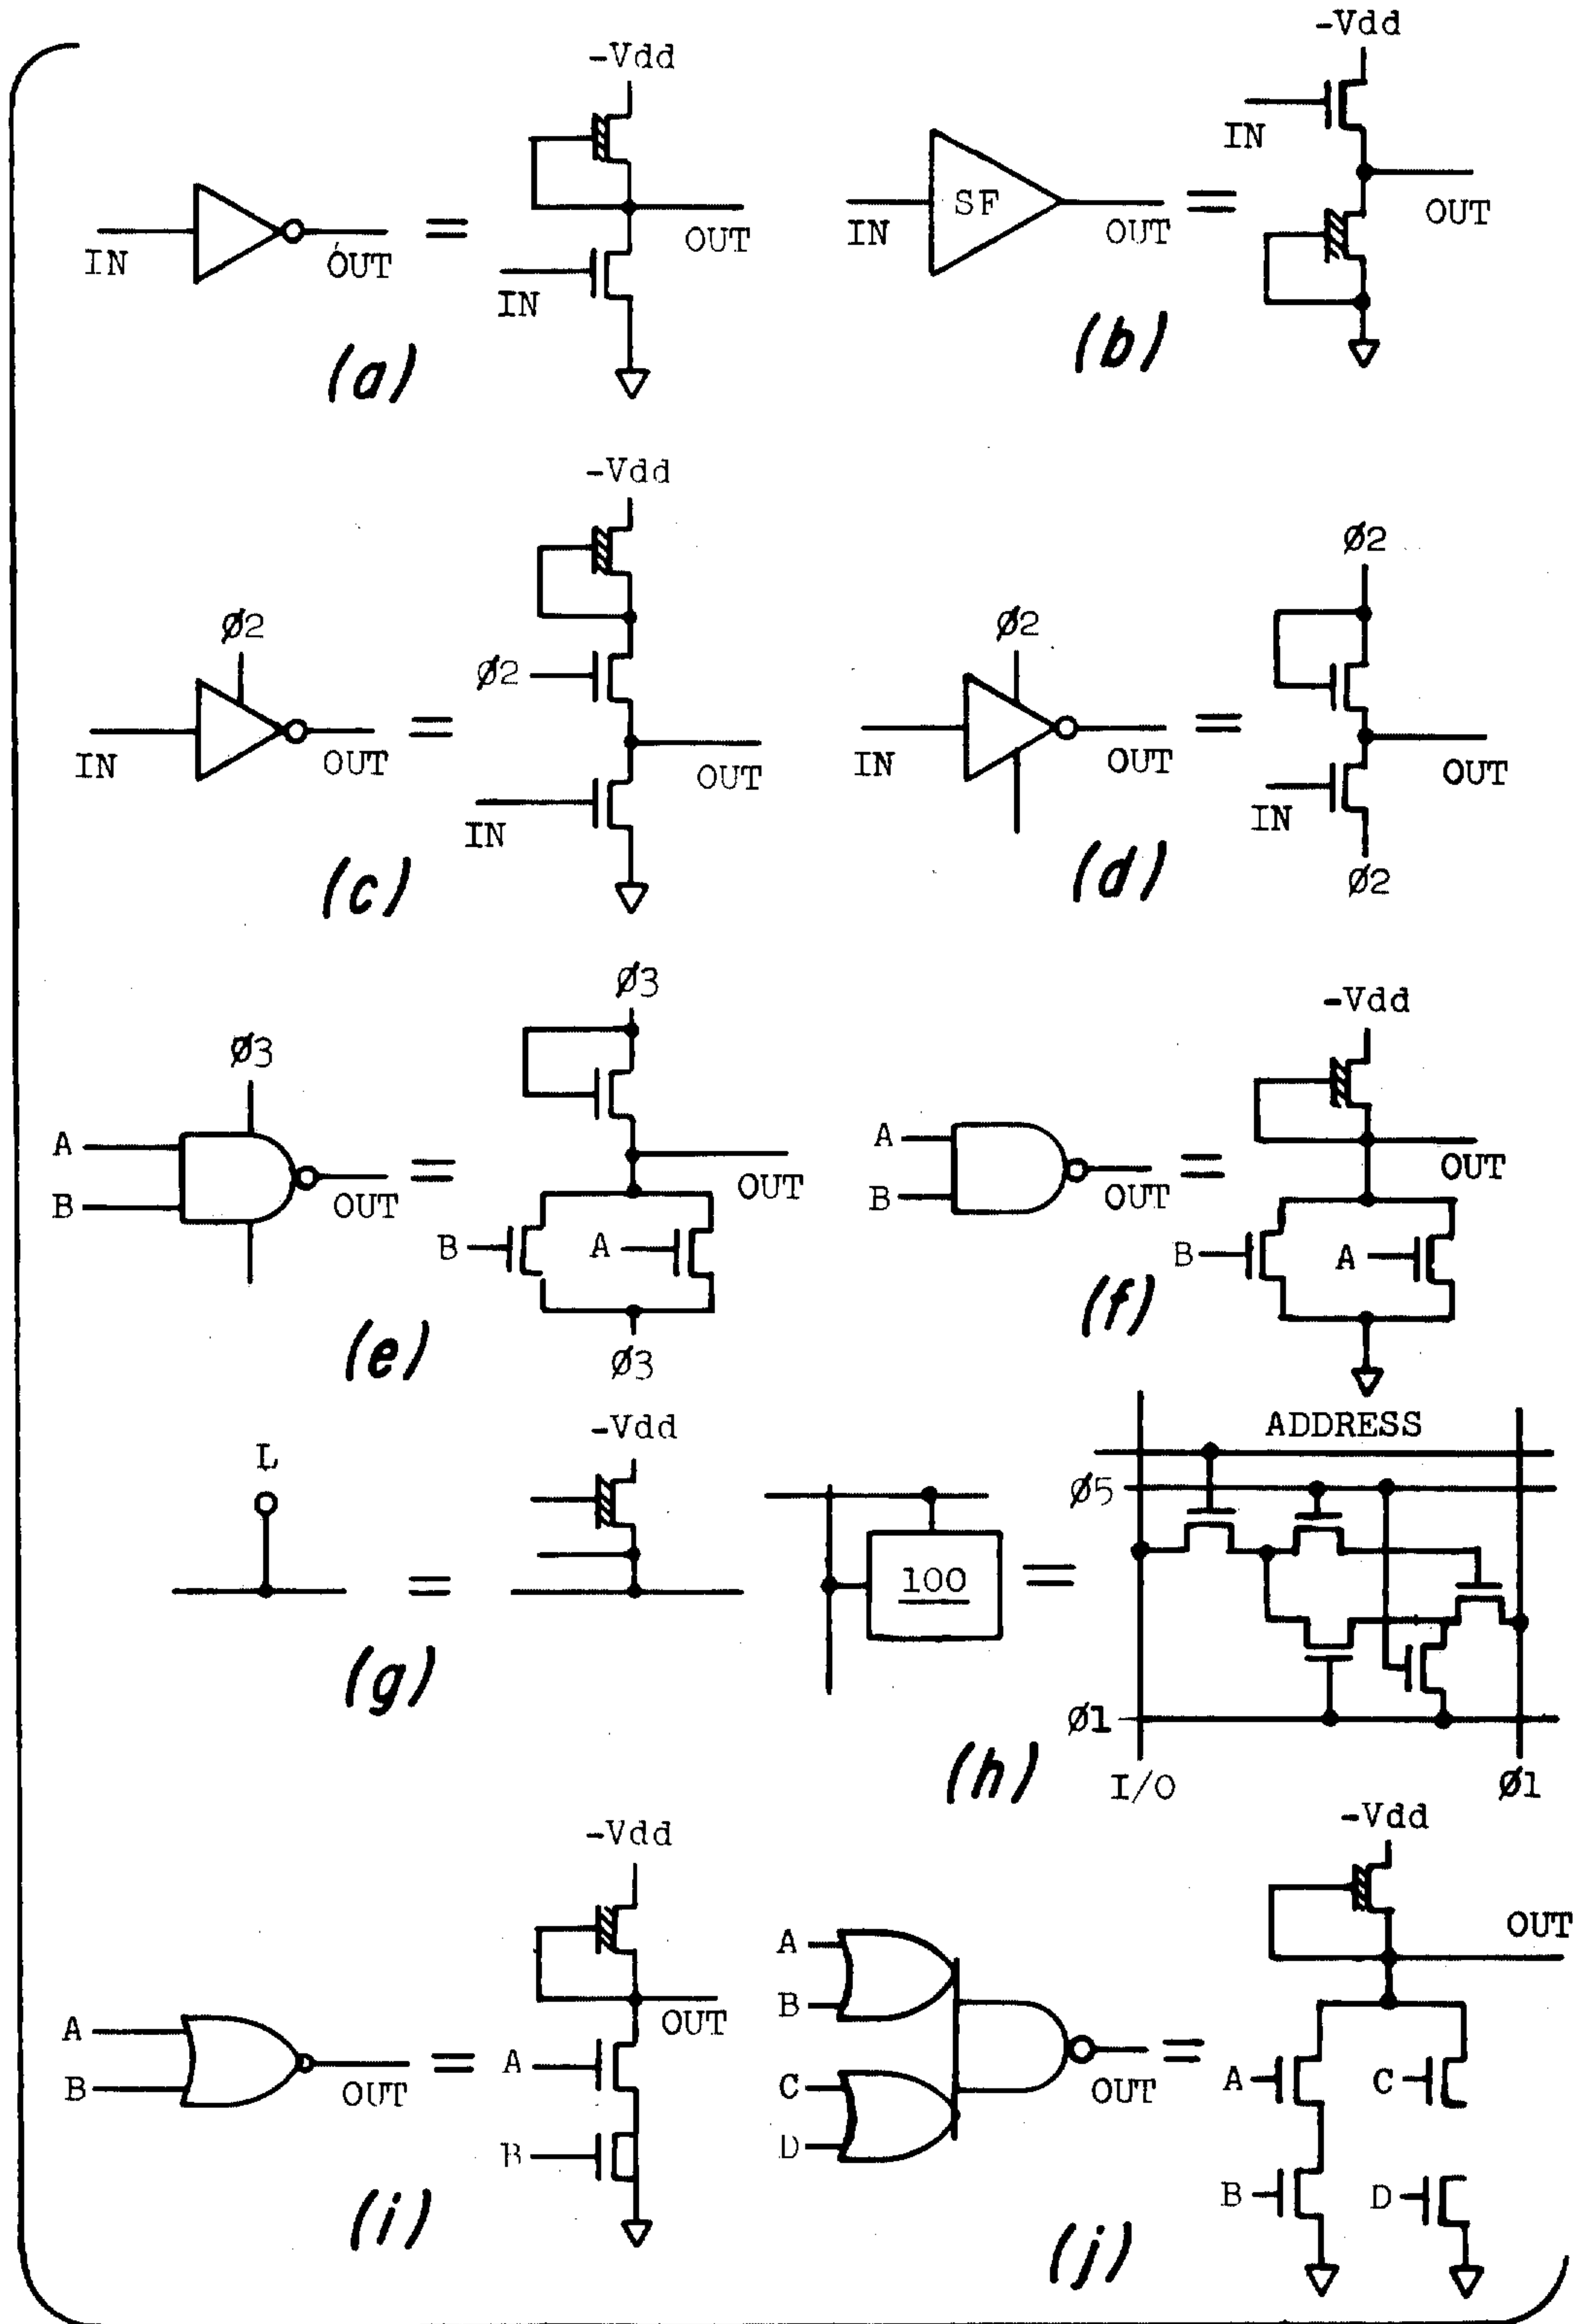 -Vdd
IN
OUT
=
OUT
IN
(a)
-Vdd
IN
SF
IN
OUT
=
OUT
(b)
-Vdd
ø2
ø2
IN
OUT
=
OUT
IN
(c)
ø2
ø2
IN
OUT
=
OUT
IN
ø2
(d)
ø3
ø3
A
B
OUT
=
OUT
B
A
ø3
(e)
-Vdd
A
B
OUT
=
OUT
B
A
(f)
L
=
-Vdd
(g)
100
=
ADDRESS
ø5
ø1
I/O
ø1
(h)
-Vdd
A
B
OUT
=
OUT
A
B
(i)
-Vdd
A
B
C
D
OUT
=
OUT
A
C
B
D
(j)